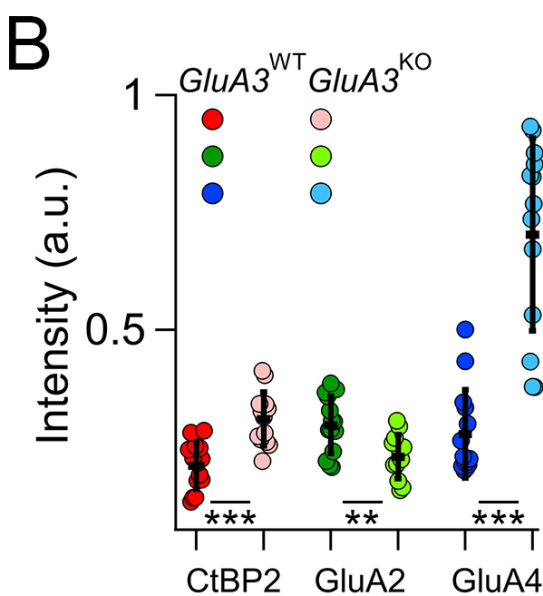 B
GluA3WT GluA3KO
1
Intensity (a.u.)
0.5
*** ** ***
CtBP2 GluA2 GluA4